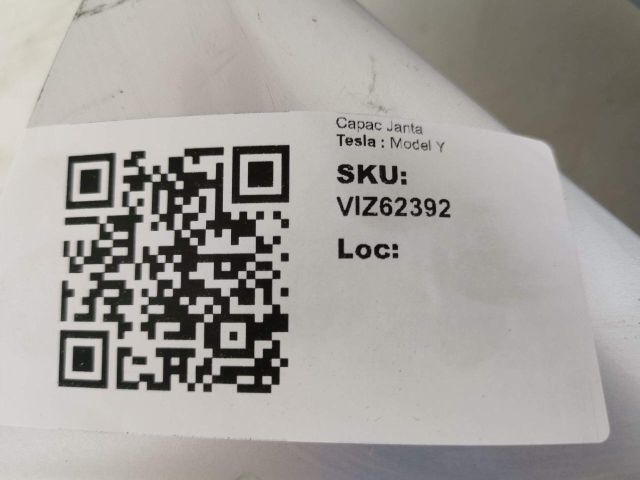 Capac Janta
Tesla : Model Y
SKU:
VIZ62392
Loc: